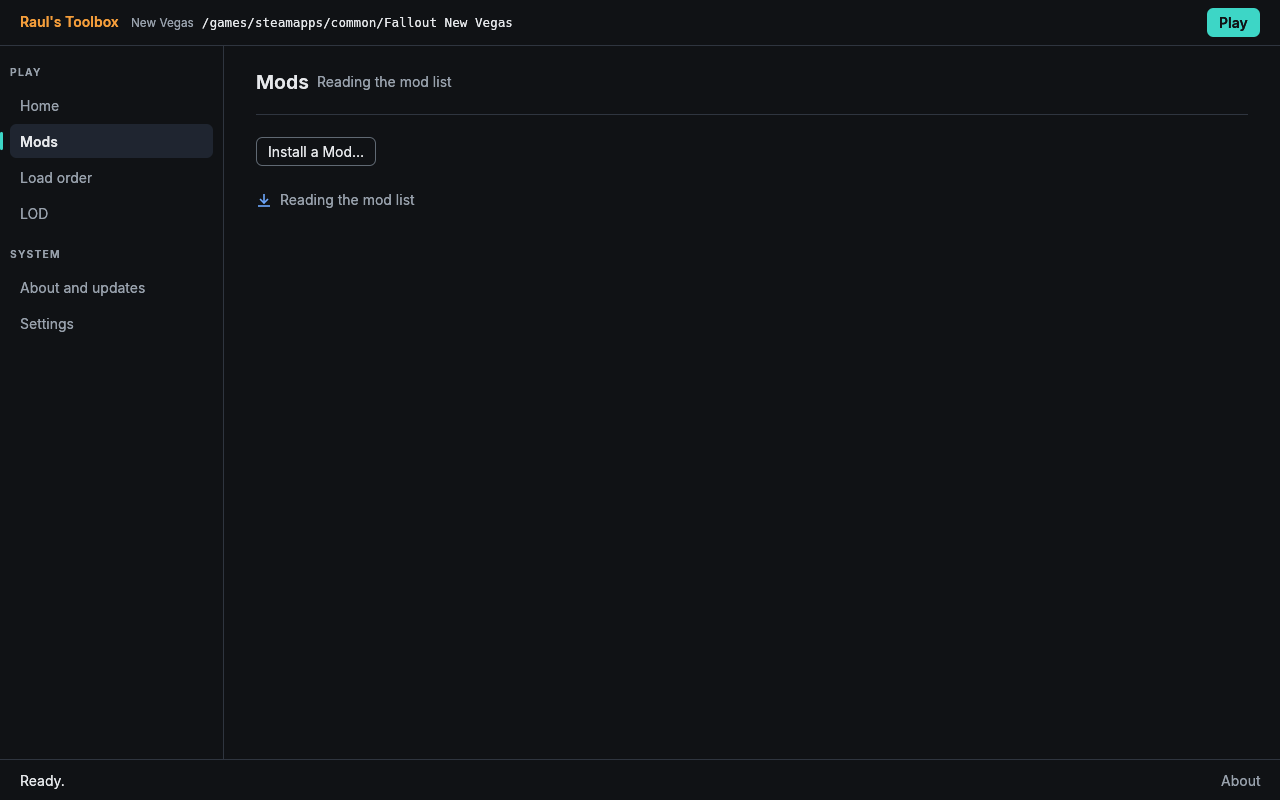 Raul's Toolbox New Vegas /games/steamapps/common/Fallout New Vegas Play
PLAY
Home
Mods
Load order
LOD
SYSTEM
About and updates
Settings
Mods Reading the mod list
Install a Mod...
Reading the mod list
Ready. About